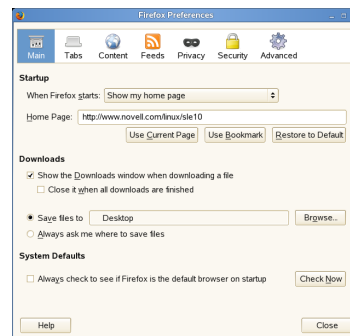 Firefox Preferences
Main Tabs Content Feeds Privacy Security Advanced
Startup
When Firefox starts: Show my home page
Home Page: http://www.novell.com/linux/sle10
Use Current Page Use Bookmark Restore to Default
Downloads
Show the Downloads window when downloading a file
Close it when all downloads are finished
Save files to Desktop Browse...
Always ask me where to save files
System Defaults
Always check to see if Firefox is the default browser on startup Check Now
Help Close